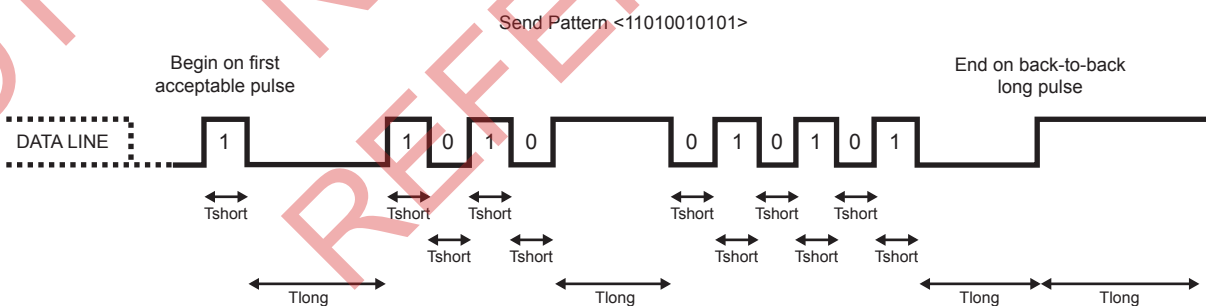 Send Pattern <11010010101>
Begin on first
acceptable pulse
End on back-to-back
long pulse
DATA LINE
1
1 0 1 0
0 1 0 1 0 1
Tshort Tshort Tshort Tshort Tshort Tshort
Tshort Tshort Tshort Tshort Tshort
Tlong Tlong Tlong Tlong
REFE